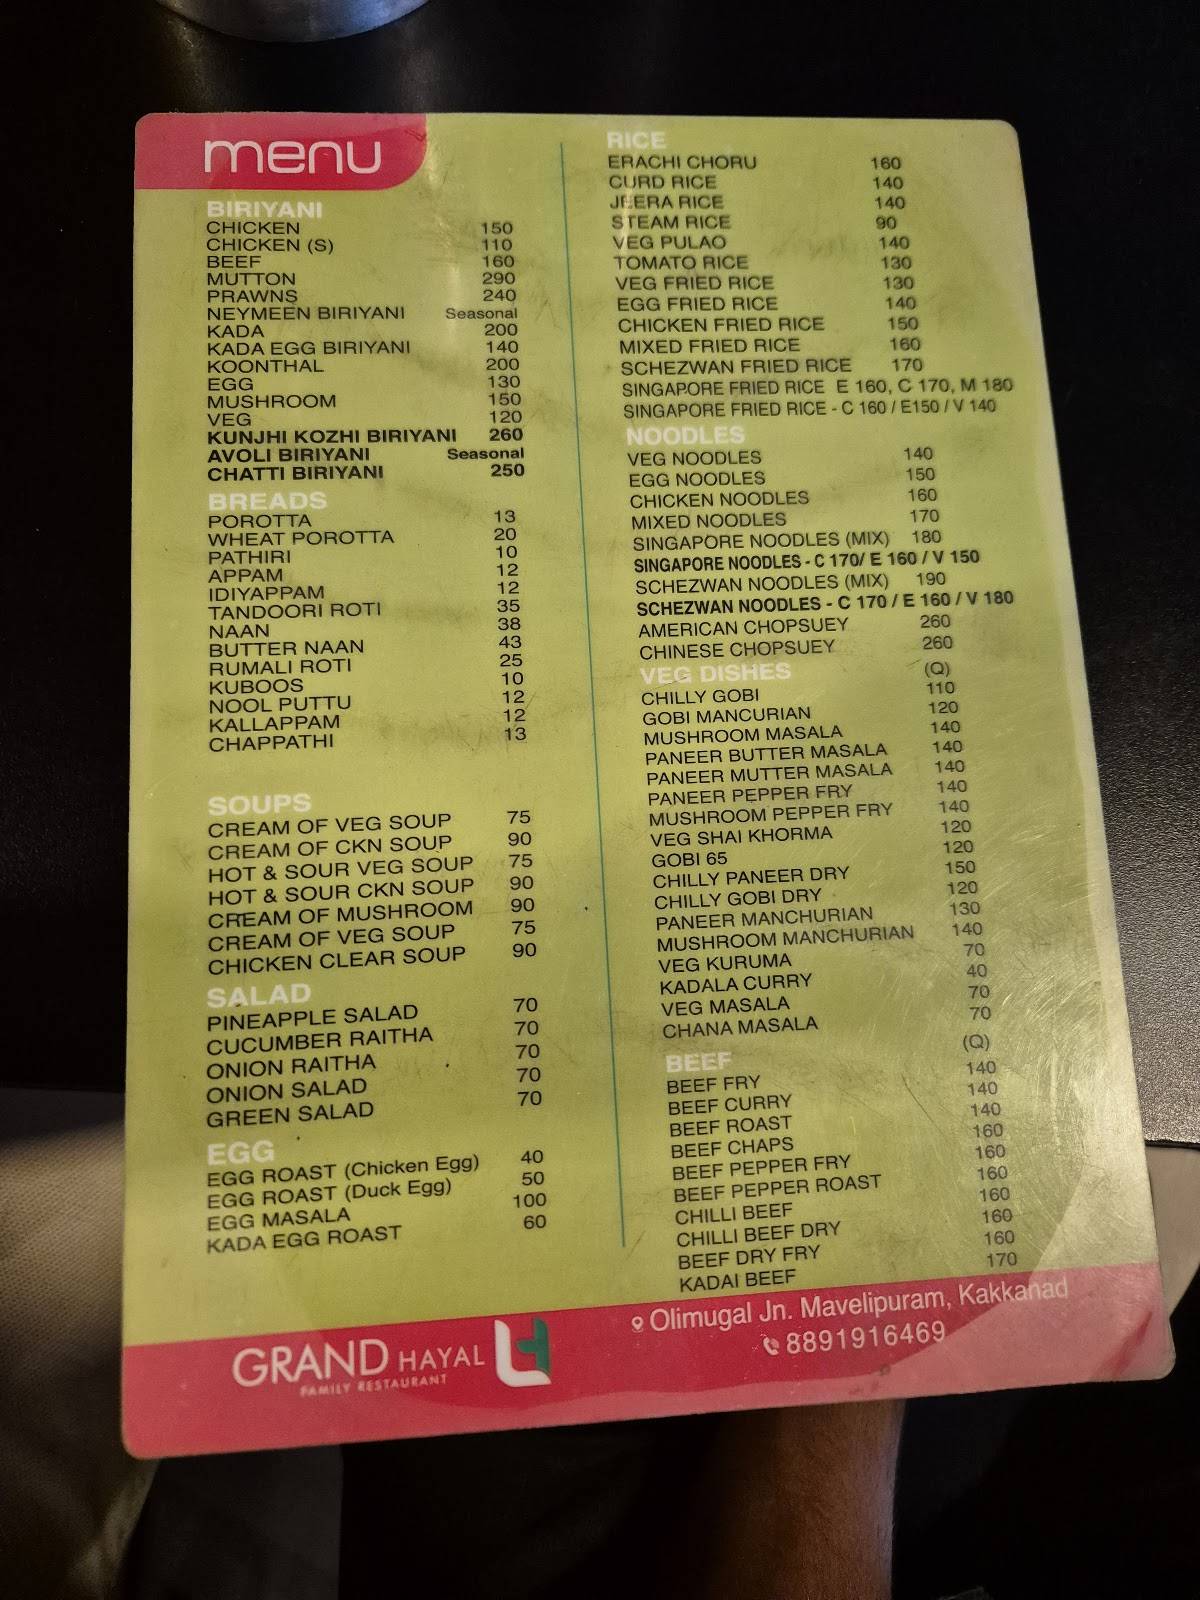 menu
BIRIYANI
CHICKEN 150
CHICKEN (S) 110
BEEF 160
MUTTON 290
PRAWNS 240
NEYMEEN BIRIYANI Seasonal
KADA 200
KADA EGG BIRIYANI 140
KOONTHAL 200
EGG 130
MUSHROOM 150
VEG 120
KUNJHI KOZHI BIRIYANI 260
AVOLI BIRIYANI Seasonal
CHATTI BIRIYANI 250
BREADS
POROTTA 13
WHEAT POROTTA 20
PATHIRI 10
APPAM 12
IDIYAPPAM 12
TANDOORI ROTI 35
NAAN 38
BUTTER NAAN 43
RUMALI ROTI 25
KUBOOS 10
NOOL PUTTU 12
KALLAPPAM 12
CHAPPATHI 13
SOUPS
CREAM OF VEG SOUP 75
CREAM OF CKN SOUP 90
HOT & SOUR VEG SOUP 75
HOT & SOUR CKN SOUP 90
CREAM OF MUSHROOM 90
CREAM OF VEG SOUP 75
CHICKEN CLEAR SOUP 90
SALAD
PINEAPPLE SALAD 70
CUCUMBER RAITHA 70
ONION RAITHA 70
ONION SALAD 70
GREEN SALAD 70
EGG
EGG ROAST (Chicken Egg) 40
EGG ROAST (Duck Egg) 50
EGG MASALA 100
KADA EGG ROAST 60
RICE
ERACHI CHORU 160
CURD RICE 140
JEERA RICE 140
STEAM RICE 90
VEG PULAO 140
TOMATO RICE 130
VEG FRIED RICE 130
EGG FRIED RICE 140
CHICKEN FRIED RICE 150
MIXED FRIED RICE 160
SCHEZWAN FRIED RICE 170
SINGAPORE FRIED RICE E 160, C 170, M 180
SINGAPORE FRIED RICE - C 160 / E150 / V 140
NOODLES
VEG NOODLES 140
EGG NOODLES 150
CHICKEN NOODLES 160
MIXED NOODLES 170
SINGAPORE NOODLES (MIX) 180
SINGAPORE NOODLES - C 170/ E 160 / V 150
SCHEZWAN NOODLES (MIX) 190
SCHEZWAN NOODLES - C 170 / E 160 / V 180
AMERICAN CHOPSUEY 260
CHINESE CHOPSUEY 260
VEG DISHES (Q)
CHILLY GOBI 110
GOBI MANCURIAN 120
MUSHROOM MASALA 140
PANEER BUTTER MASALA 140
PANEER MUTTER MASALA 140
PANEER PEPPER FRY 140
MUSHROOM PEPPER FRY 140
VEG SHAI KHORMA 120
GOBI 65 120
CHILLY PANEER DRY 150
CHILLY GOBI DRY 120
PANEER MANCHURIAN 130
MUSHROOM MANCHURIAN 140
VEG KURUMA 70
KADALA CURRY 40
VEG MASALA 70
CHANA MASALA 70
BEEF (Q)
BEEF FRY 140
BEEF CURRY 140
BEEF ROAST 140
BEEF CHAPS 160
BEEF PEPPER FRY 160
BEEF PEPPER ROAST 160
CHILLI BEEF 160
CHILLI BEEF DRY 160
BEEF DRY FRY 160
KADAI BEEF 170
GRAND HAYAL
FAMILY RESTAURANT
Olimugal Jn. Mavelipuram, Kakkanad
8891916469